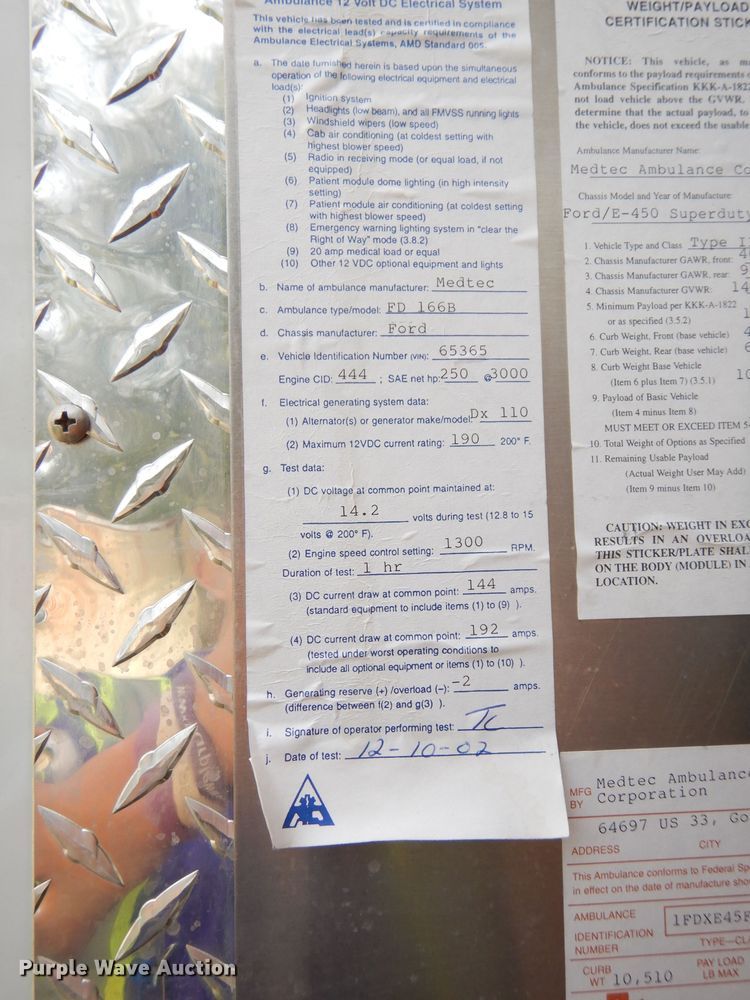 Ambulance 12 Volt DC Electrical System
This vehicle has been tested and is certified in compliance
with the electrical lead(s) capacity requirements of the
Ambulance Electrical Systems, AMD Standard 005.
a. The date furnished herein is based upon the simultaneous
operation of the following electrical equipment and electrical
load(s):
(1) Ignition system
(2) Headlights (low beam), and all FMVSS running lights
(3) Windshield wipers (low speed)
(4) Cab air conditioning (at coldest setting with
highest blower speed)
(5) Radio in receiving mode (or equal load, if not
equipped)
(6) Patient module dome lighting (in high intensity
setting)
(7) Patient module air conditioning (at coldest setting
with highest blower speed)
(8) Emergency warning lighting system in "clear the
Right of Way" mode (3.8.2)
(9) 20 amp medical load or equal
(10) Other 12 VDC optional equipment and lights
b. Name of ambulance manufacturer: Medtec
c. Ambulance type/model: FD 166B
d. Chassis manufacturer: Ford
e. Vehicle Identification Number (VIN): 65365
Engine CID: 444 ; SAE net hp: 250 @3000
f. Electrical generating system data:
(1) Alternator(s) or generator make/model: Dx 110
(2) Maximum 12VDC current rating: 190 200° F.
g. Test data:
(1) DC voltage at common point maintained at:
14.2 volts during test (12.8 to 15
volts @ 200° F).
(2) Engine speed control setting: 1300 RPM.
Duration of test: 1 hr
(3) DC current draw at common point: 144 amps.
(standard equipment to include items (1) to (9) ).
(4) DC current draw at common point: 192 amps.
(tested under worst operating conditions to
include all optional equipment or items (1) to (10) ).
h. Generating reserve (+) /overload (–): -2 amps.
(difference between f(2) and g(3) ).
i. Signature of operator performing test: TC
j. Date of test: 12-10-02
WEIGHT/PAYLOAD
CERTIFICATION STICK
NOTICE: This vehicle, as
conforms to the payload requirements
Ambulance Specification KKK-A-1822
not load vehicle above the GVWR.
determine that the actual payload, to
the vehicle, does not exceed the usable
Ambulance Manufacturer Name
Medtec Ambulance Co
Chassis Model and Year of Manufacture
Ford/E-450 Superduty
1. Vehicle Type and Class Type I
2. Chassis Manufacturer GAWR, front: 4
3. Chassis Manufacturer GAWR, rear: 9
4. Chassis Manufacturer GVWR: 14
5. Minimum Payload per KKK-A-1822
or as specified (3.5.2) 1
6. Curb Weight, Front (base vehicle) 4
7. Curb Weight, Rear (base vehicle) 6
8. Curb Weight Base Vehicle
(Item 6 plus Item 7) (3.5.1) 10
9. Payload of Basic Vehicle
(Item 4 minus Item 8)
MUST MEET OR EXCEED ITEM 5
10. Total Weight of Options as Specified
11. Remaining Usable Payload
(Actual Weight User May Add)
(Item 9 minus Item 10)
CAUTION: WEIGHT IN EXC
RESULTS IN AN OVERLOA
THIS STICKER/PLATE SHAL
ON THE BODY (MODULE) IN
LOCATION.
MFG BY Medtec Ambulance
Corporation
64697 US 33, Go
ADDRESS CITY
This Ambulance conforms to Federal Sp
in effect on the date of manufacture sho
AMBULANCE
IDENTIFICATION
NUMBER
1FDXE45F
TYPE—CL
CURB WT 10,510 PAY LOAD LB MAX
Purple Wave Auction